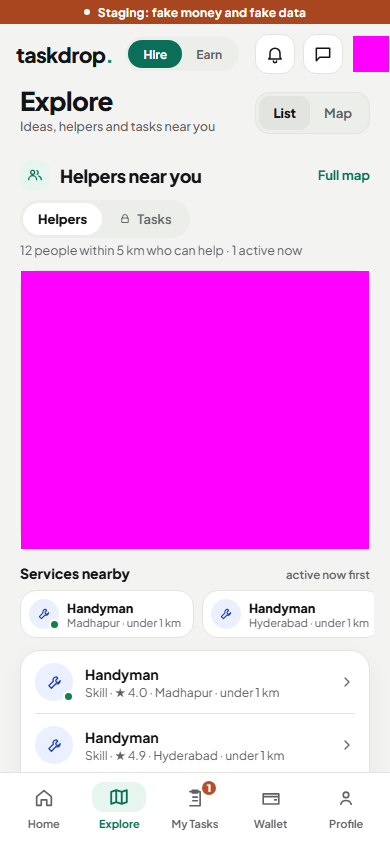 Staging: fake money and fake data
taskdrop.
Hire
Earn
Explore
Ideas, helpers and tasks near you
List
Map
Helpers near you
Full map
Helpers
Tasks
12 people within 5 km who can help · 1 active now
Services nearby
active now first
Handyman
Madhapur · under 1 km
Handyman
Hyderabad · under 1 km
Handyman
Skill · ★ 4.0 · Madhapur · under 1 km
Handyman
Skill · ★ 4.9 · Hyderabad · under 1 km
1
Home
Explore
My Tasks
Wallet
Profile